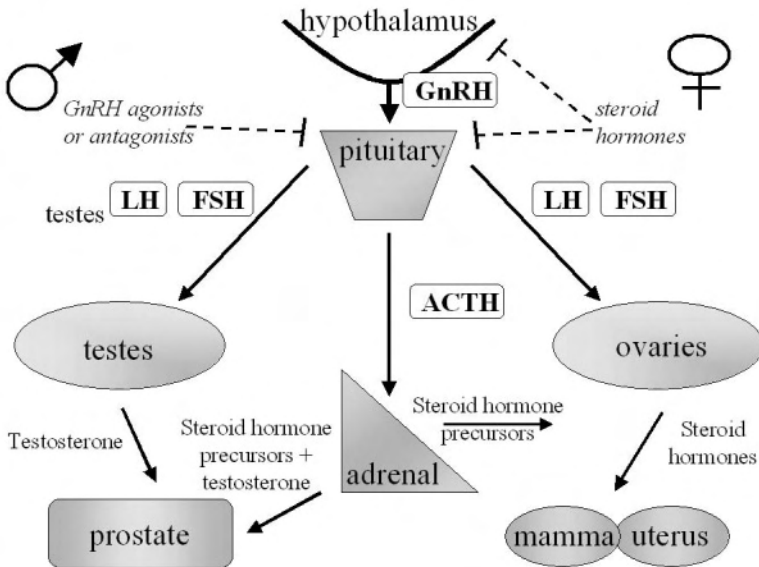 hypothalamus
GnRH
GnRH agonists
or antagonists
steroid
hormones
pituitary
testes
LH
FSH
LH
FSH
ACTH
testes
ovaries
Testosterone
Steroid hormone
precursors +
testosterone
Steroid hormone
precursors
Steroid
hormones
adrenal
prostate
mamma
uterus